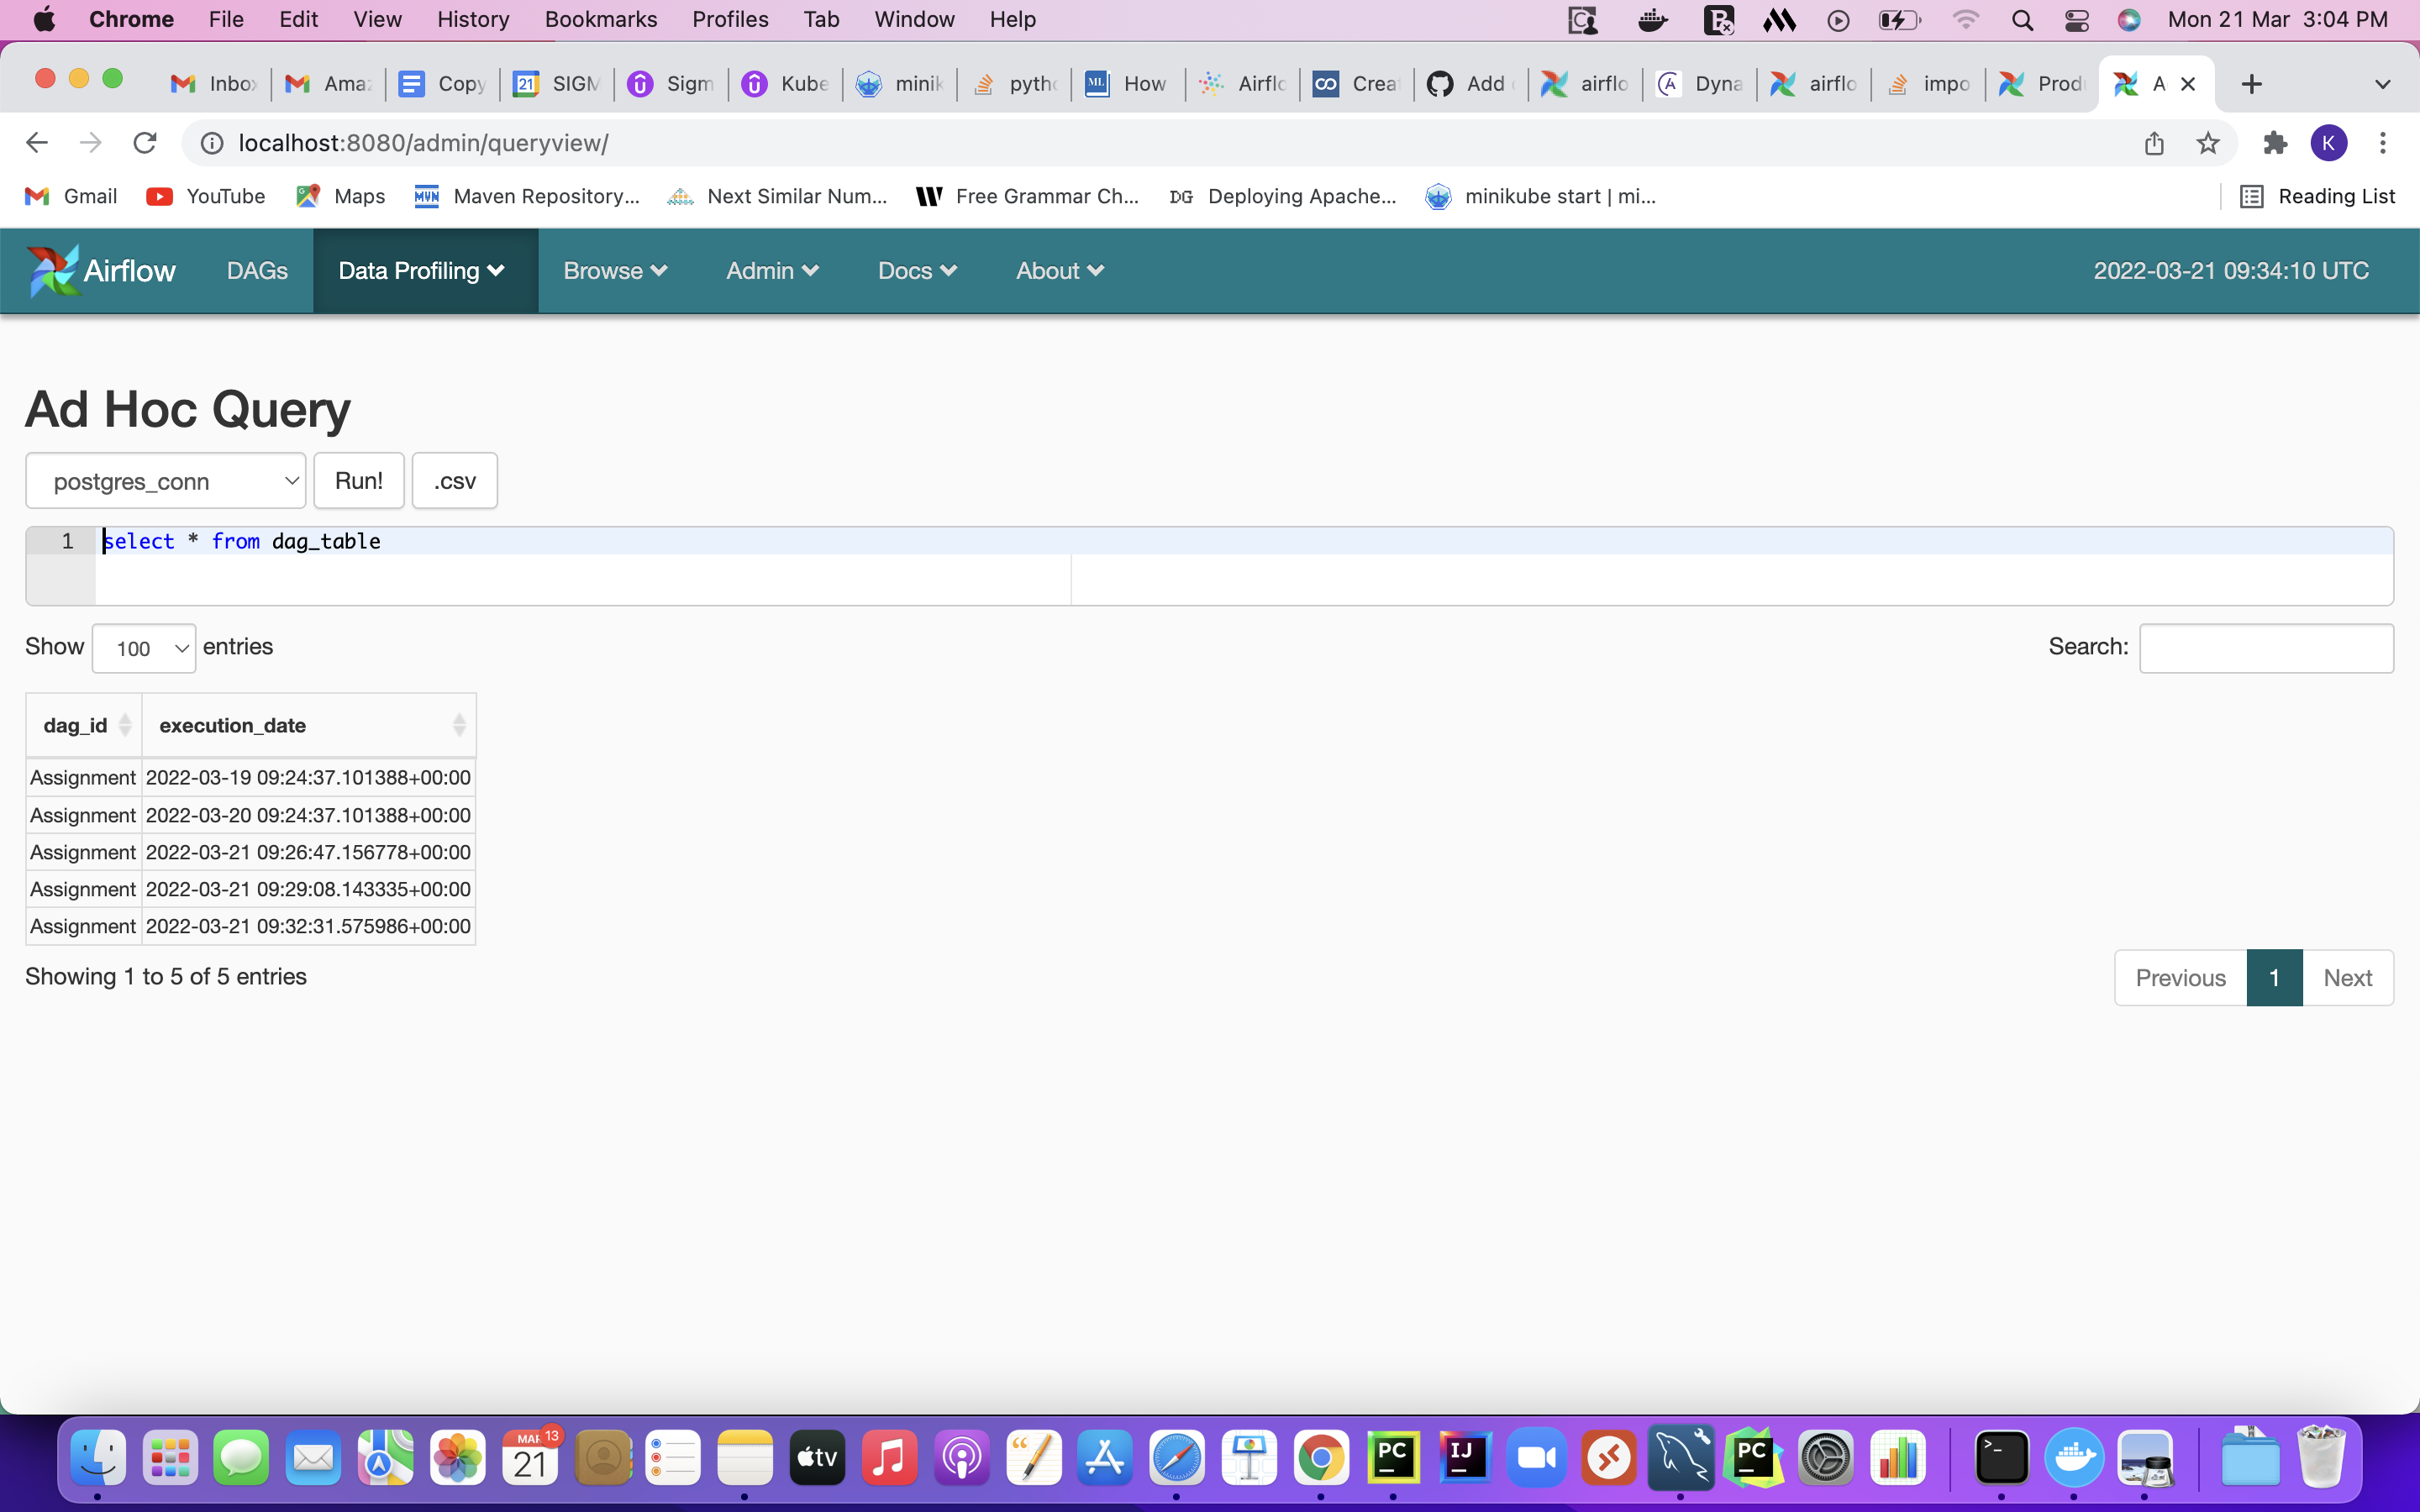 Chrome File Edit View History Bookmarks Profiles Tab Window Help Mon 21 Mar 3:04 PM
Inbo Ama Copy 21 SIGM Sigm Kube minik pytho ML How Airflo CO Crea Add airflo A Dyna airflo impo Prod A
localhost:8080/admin/queryview/ K
Gmail YouTube Maps MVN Maven Repository... Next Similar Num... W Free Grammar Ch... DG Deploying Apache... minikube start | mi... Reading List
Airflow DAGs Data Profiling Browse Admin Docs About 2022-03-21 09:34:10 UTC
Ad Hoc Query
postgres_conn Run! .csv
1 select * from dag_table
Show 100 entries Search:
dag_id execution_date
Assignment 2022-03-19 09:24:37.101388+00:00
Assignment 2022-03-20 09:24:37.101388+00:00
Assignment 2022-03-21 09:26:47.156778+00:00
Assignment 2022-03-21 09:29:08.143335+00:00
Assignment 2022-03-21 09:32:31.575986+00:00
Showing 1 to 5 of 5 entries Previous 1 Next
MAR 13
21 tv PC IJ PC